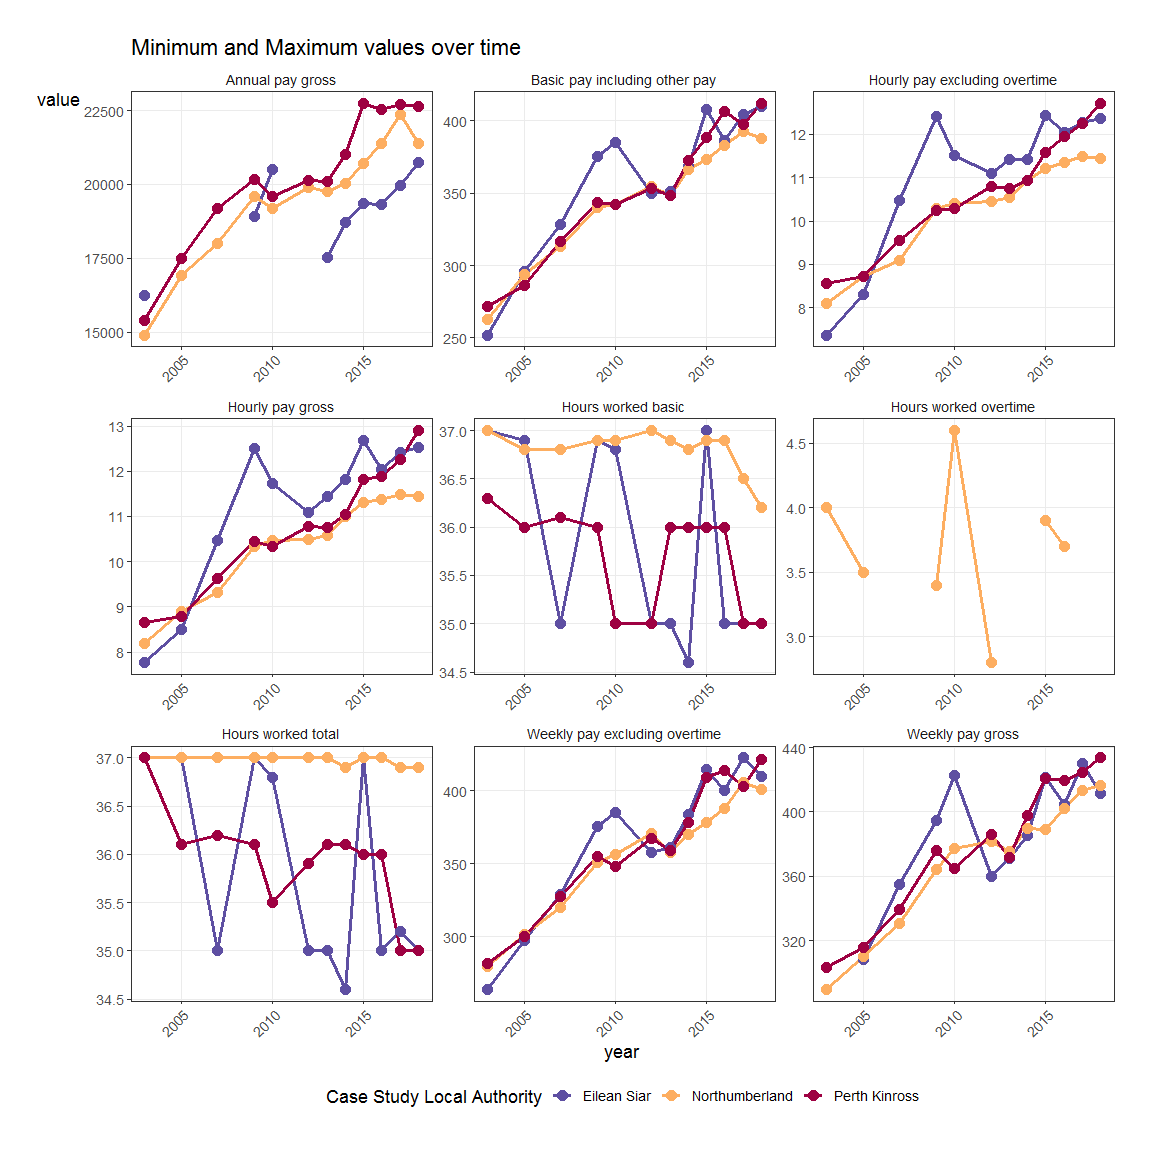 Minimum and Maximum values over time
value
Annual pay gross
Basic pay including other pay
Hourly pay excluding overtime
22500
20000
17500
15000
2005 2010 2015
400
350
300
250
2005 2010 2015
12
11
10
9
8
2005 2010 2015
Hourly pay gross
Hours worked basic
Hours worked overtime
13
12
11
10
9
8
2005 2010 2015
37.0
36.5
36.0
35.5
35.0
34.5
2005 2010 2015
4.5
4.0
3.5
3.0
2005 2010 2015
Hours worked total
Weekly pay excluding overtime
Weekly pay gross
37.0
36.5
36.0
35.5
35.0
34.5
2005 2010 2015
400
350
300
2005 2010 2015
440
400
360
320
2005 2010 2015
year
Case Study Local Authority Eilean Siar Northumberland Perth Kinross